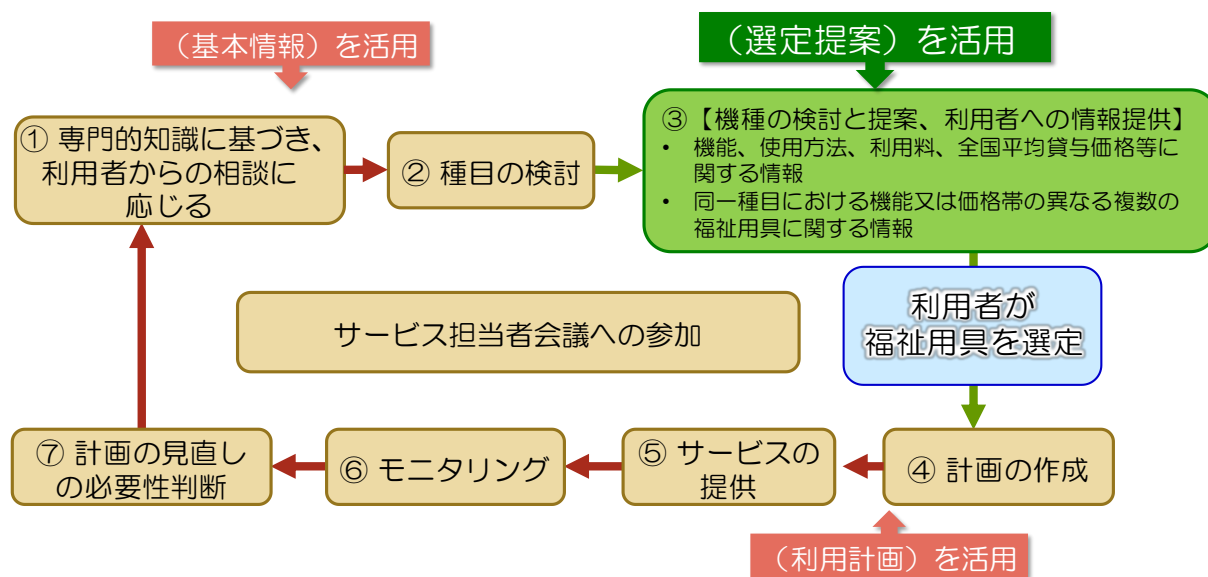 （基本情報）を活用
（選定提案）を活用
① 専門的知識に基づき、
利用者からの相談に
応じる
② 種目の検討
③【機種の検討と提案、利用者への情報提供】
• 機能、使用方法、利用料、全国平均貸与価格等に
関する情報
• 同一種目における機能又は価格帯の異なる複数の
福祉用具に関する情報
利用者が
福祉用具を選定
サービス担当者会議への参加
④ 計画の作成
⑤ サービスの
提供
⑥ モニタリング
⑦ 計画の見直し
の必要性判断
（利用計画）を活用